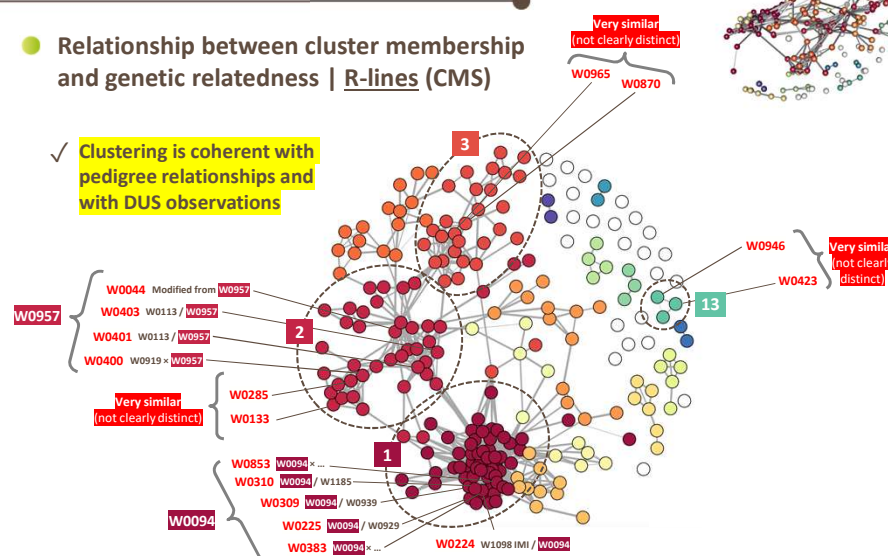 Relationship between cluster membership
and genetic relatedness | R-lines (CMS)
✓ Clustering is coherent with
pedigree relationships and
with DUS observations
Very similar
(not clearly distinct)
W0965
W0870
3
W0946
W0423
Very similar
(not clearly
distinct)
13
W0957
W0044 Modified from W0957
W0403 W0113 / W0957
W0401 W0113 / W0957
W0400 W0919 × W0957
2
Very similar
(not clearly distinct)
W0285
W0133
1
W0094
W0853 W0094 × ...
W0310 W0094 / W1185
W0309 W0094 / W0939
W0225 W0094 / W0929
W0383 W0094 × ...
W0224 W1098 IMI / W0094